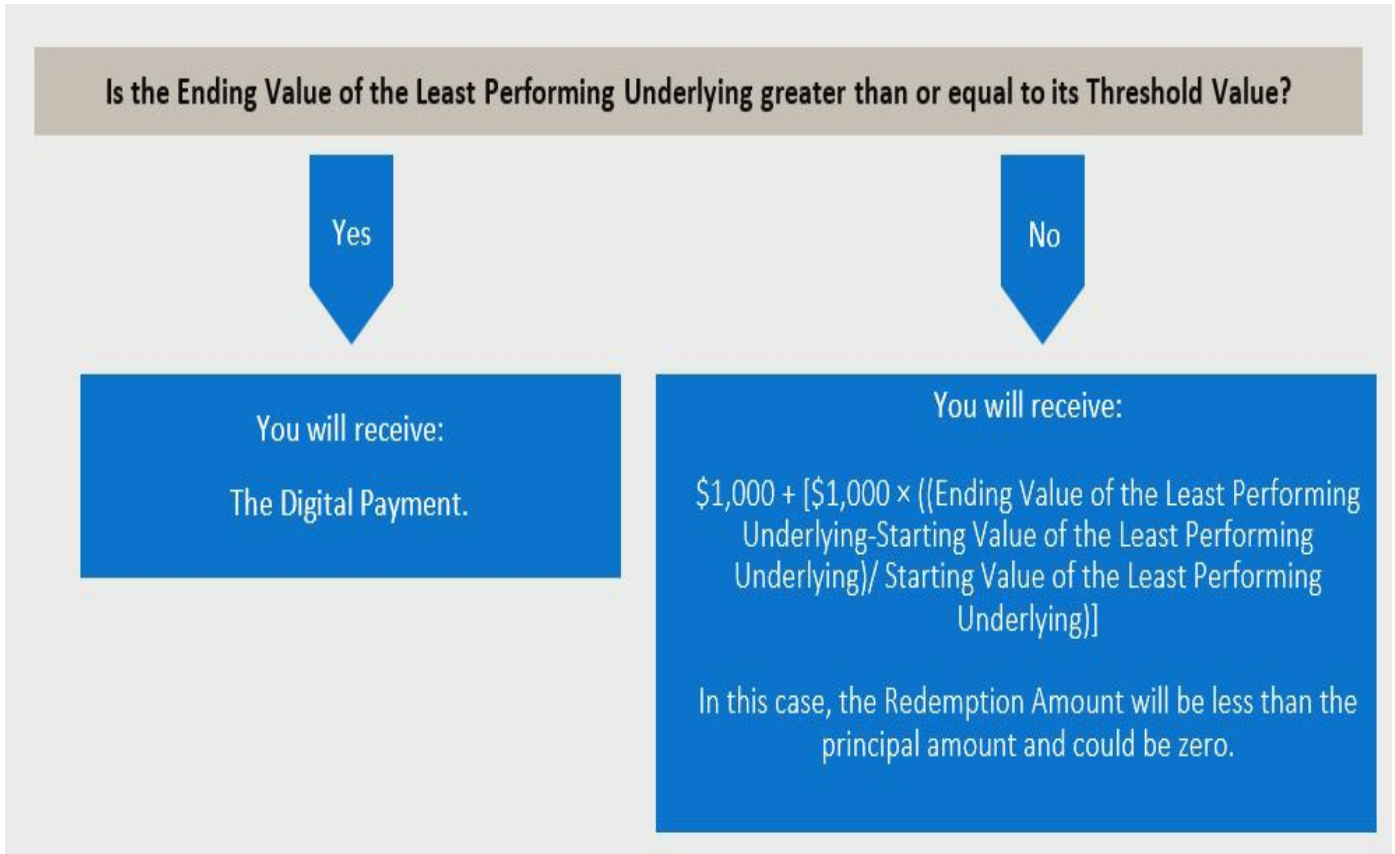 Is the Ending Value of the Least Performing Underlying greater than or equal to its Threshold Value?
Yes
No
You will receive:
The Digital Payment.
You will receive:
$1,000 + [$1,000 × ((Ending Value of the Least Performing
Underlying-Starting Value of the Least Performing
Underlying)/ Starting Value of the Least Performing
Underlying)]
In this case, the Redemption Amount will be less than the
principal amount and could be zero.